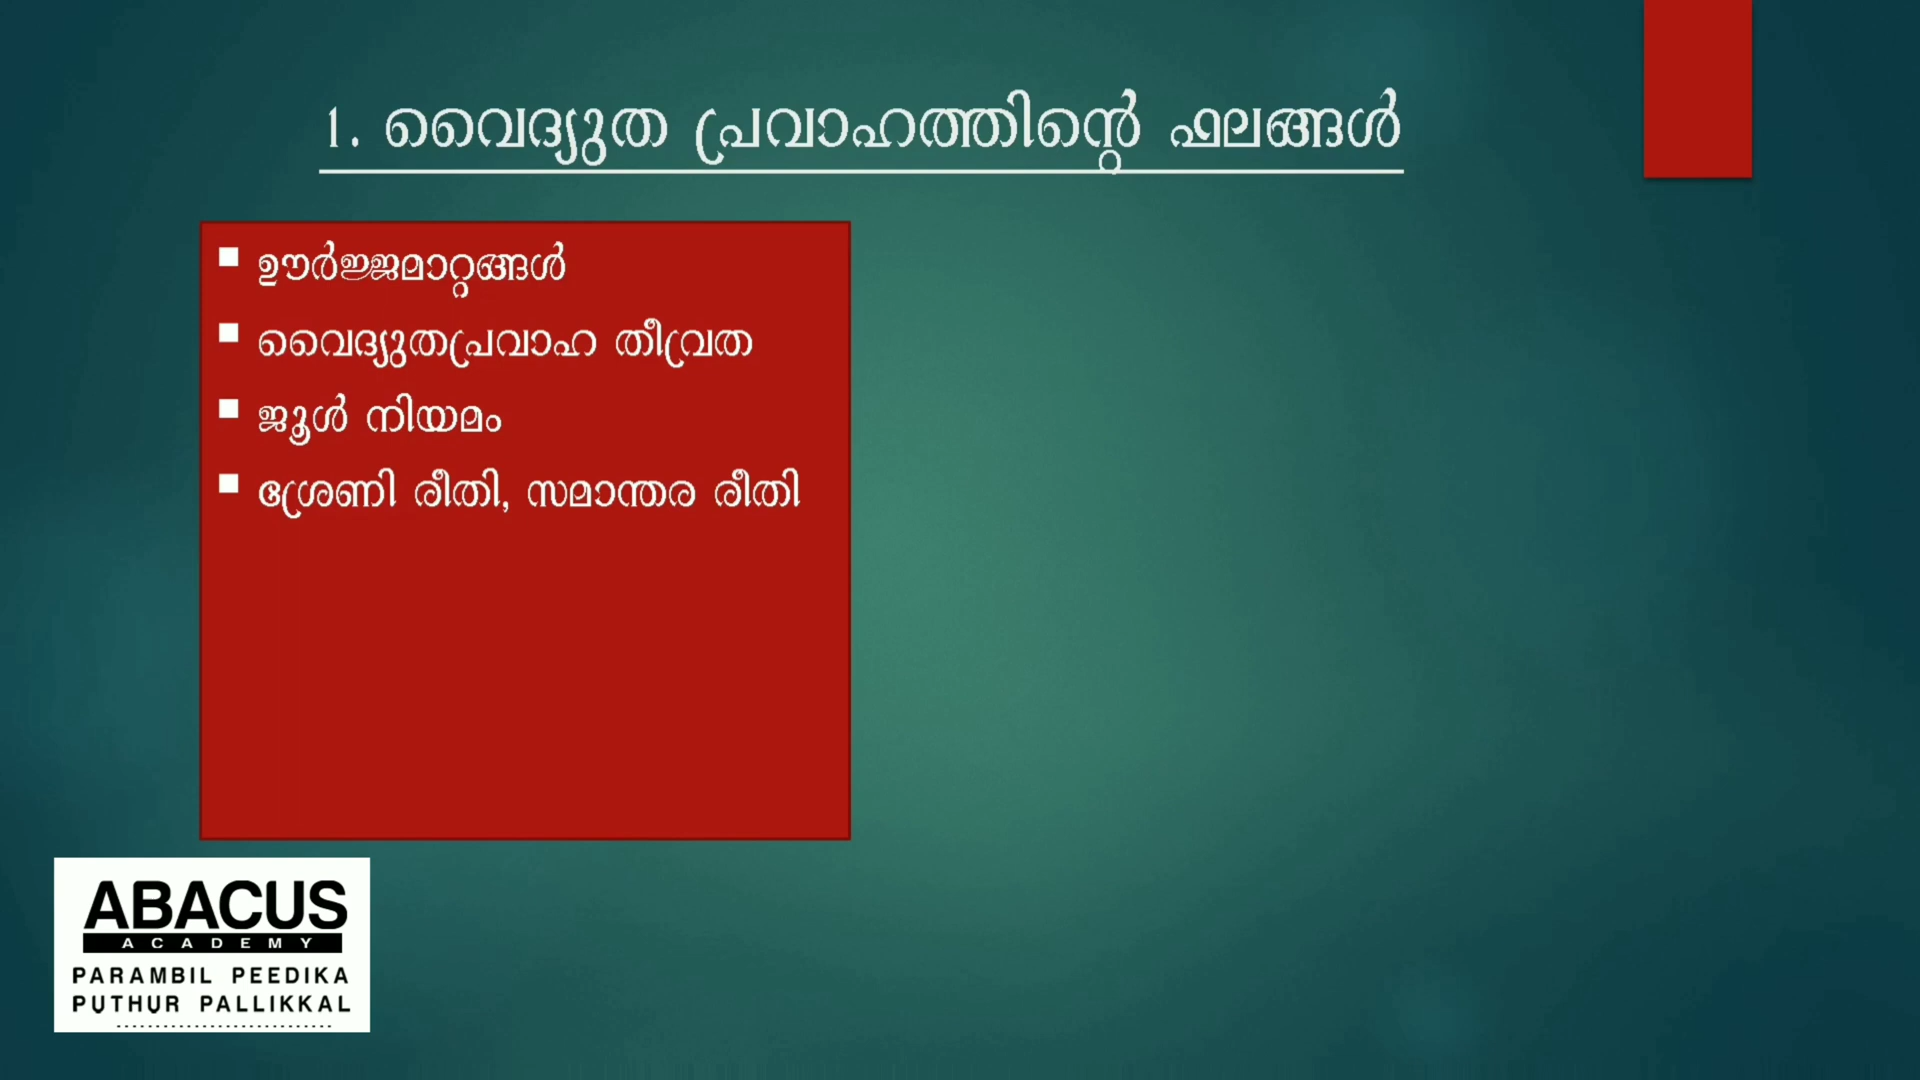 1. വൈദ്യുത പ്രവാഹത്തിന്റെ ഫലങ്ങൾ
ഊർജ്ജമാറ്റങ്ങൾ
വൈദ്യുതപ്രവാഹ തീവ്രത
ജൂൾ നിയമം
ശ്രേണി രീതി, സമാന്തര രീതി
ABACUS
ACADEMY
PARAMBIL PEEDIKA
PUTHUR PALLIKKAL